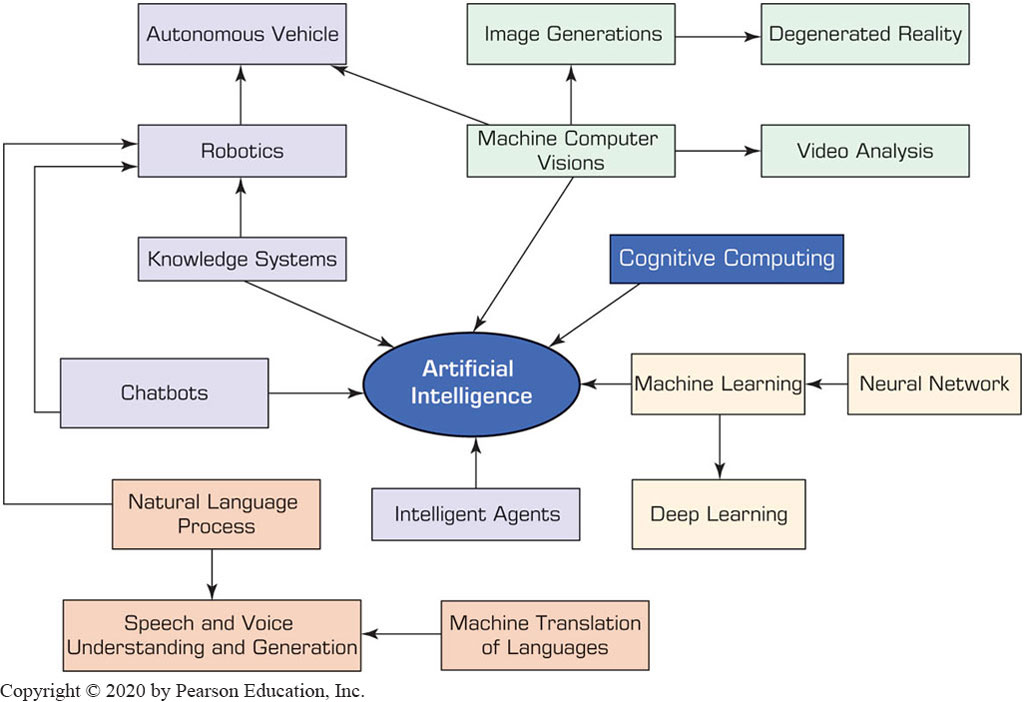 Autonomous Vehicle
Image Generations
Degenerated Reality
Robotics
Machine Computer
Visions
Video Analysis
Knowledge Systems
Cognitive Computing
Artificial
Intelligence
Chatbots
Machine Learning
Neural Network
Natural Language
Process
Intelligent Agents
Deep Learning
Speech and Voice
Understanding and Generation
Machine Translation
of Languages
Copyright © 2020 by Pearson Education, Inc.